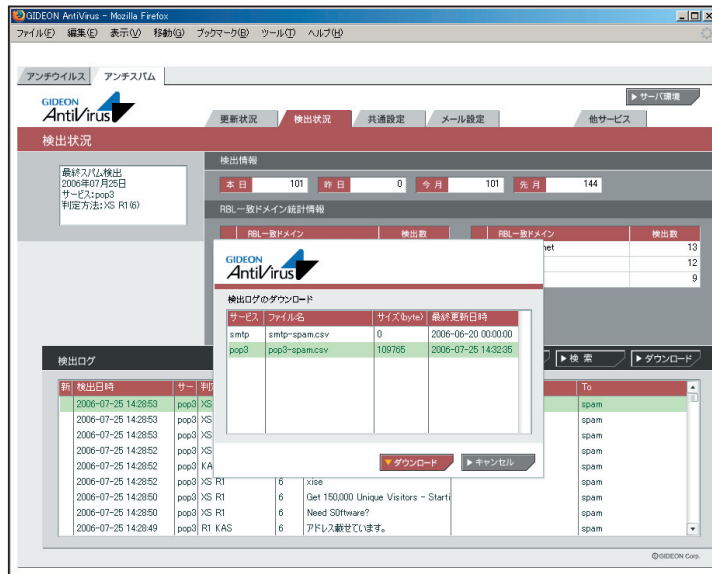 GIDEON AntiVirus - Mozilla Firefox
ファイル(F) 編集(E) 表示(V) 移動(G) ブックマーク(B) ツール(T) ヘルプ(H)
アンチウイルス アンチスパム
▶サーバ環境
GIDEON
AntiVirus
更新状況 検出状況 共通設定 メール設定 他サービス
検出状況
最終スパム検出
2006年07月25日
サービス:pop3
判定方法:XS R1(6)
検出情報
本日 101 昨日 0 今月 101 先月 144
RBL一致ドメイン統計情報
RBL一致ドメイン 検出数 RBL一致ドメイン 検出数
net 13
12
9
GIDEON
AntiVirus
検出ログのダウンロード
サービス ファイル名 サイズ(byte) 最終更新日時
smtp smtp-spam.csv 0 2006-06-20 00:00:00
pop3 pop3-spam.csv 109765 2006-07-25 14:32:35
▼ダウンロード ▶キャンセル
検出ログ ▶検索 ▶ダウンロード
新 検出日時 サー 判 To
2006-07-25 14:28:53 pop3 XS spam
2006-07-25 14:28:53 pop3 XS spam
2006-07-25 14:28:53 pop3 XS spam
2006-07-25 14:28:52 pop3 XS spam
2006-07-25 14:28:52 pop3 KA spam
2006-07-25 14:28:52 pop3 XS R1 6 xise spam
2006-07-25 14:28:50 pop3 XS R1 6 Get 150,000 Unique Visitors - Starti spam
2006-07-25 14:28:50 pop3 XS R1 6 Need S0ftware? spam
2006-07-25 14:28:49 pop3 R1 KAS 6 アドレス載せています。 spam
©GIDEON Corp.